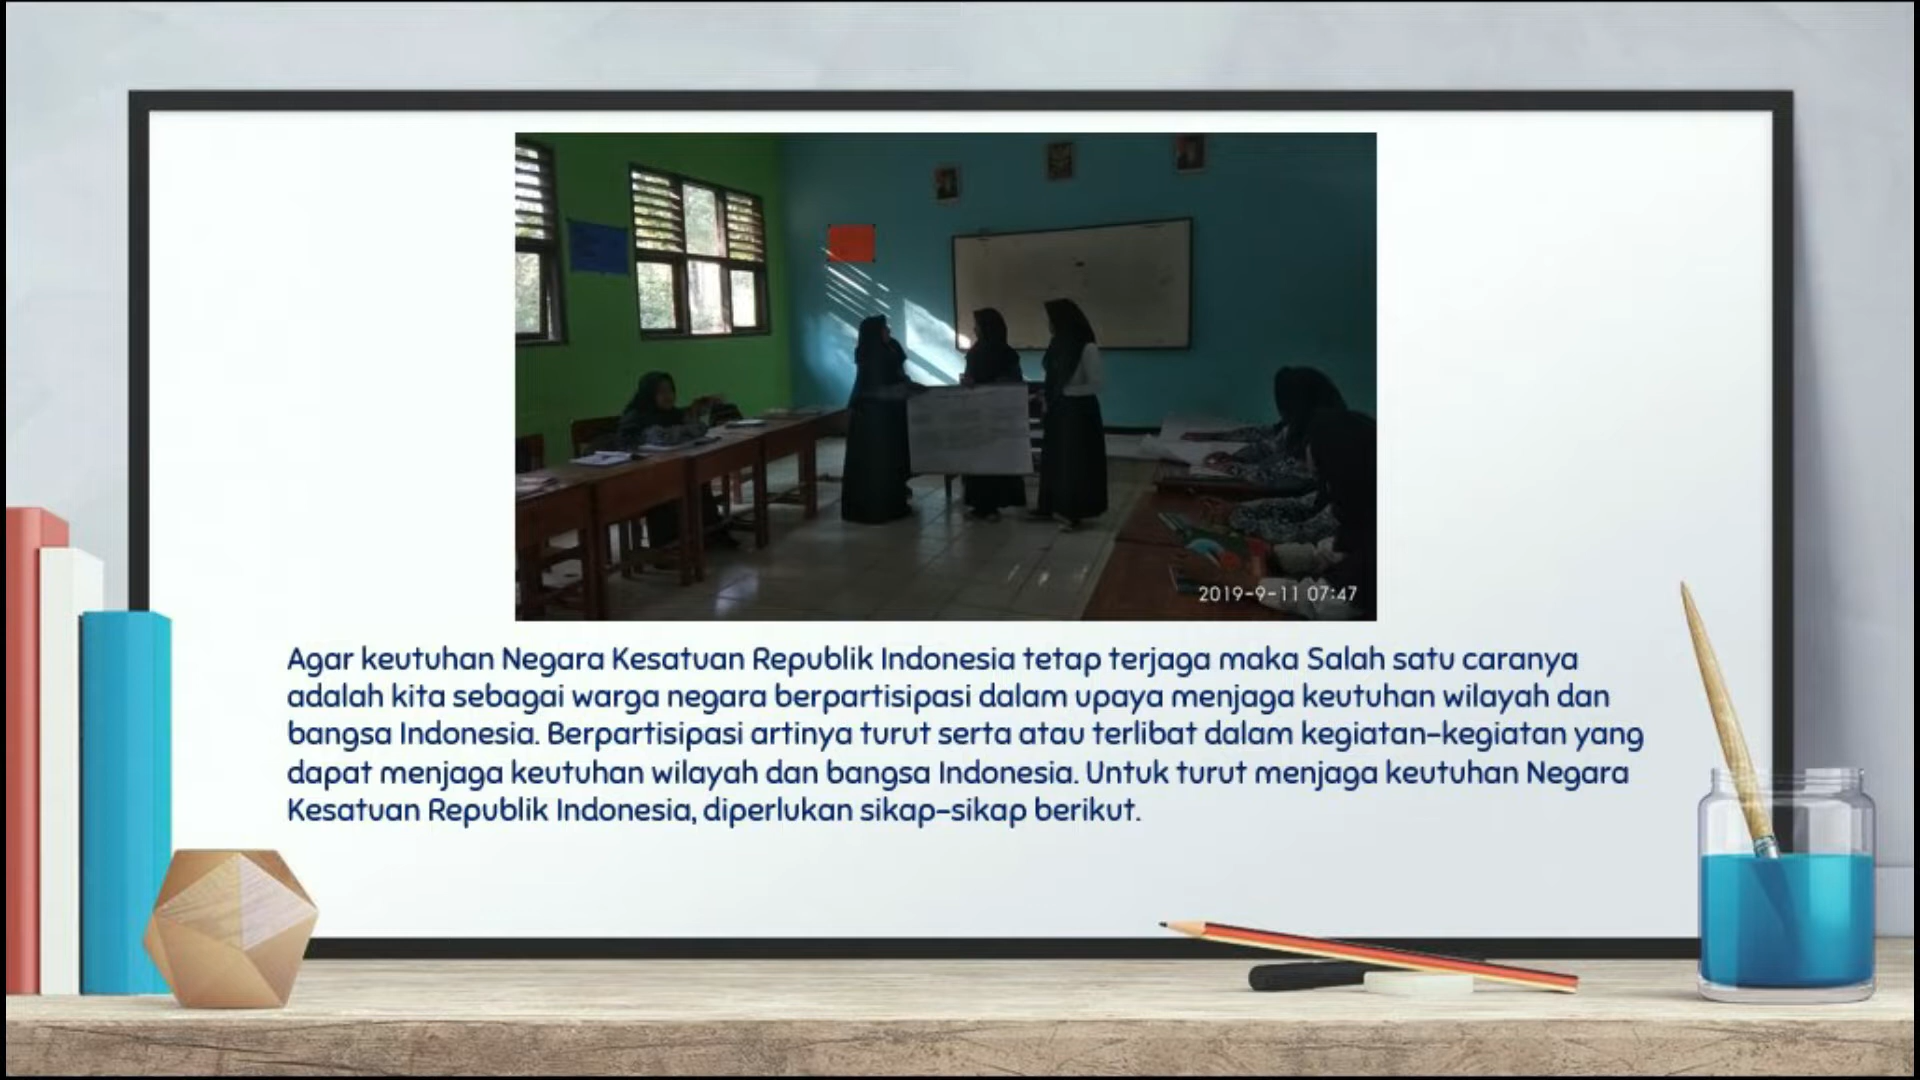 2019-9-11 07:47
Agar keutuhan Negara Kesatuan Republik Indonesia tetap terjaga maka Salah satu caranya
adalah kita sebagai warga negara berpartisipasi dalam upaya menjaga keutuhan wilayah dan
bangsa Indonesia. Berpartisipasi artinya turut serta atau terlibat dalam kegiatan-kegiatan yang
dapat menjaga keutuhan wilayah dan bangsa Indonesia. Untuk turut menjaga keutuhan Negara
Kesatuan Republik Indonesia, diperlukan sikap-sikap berikut.